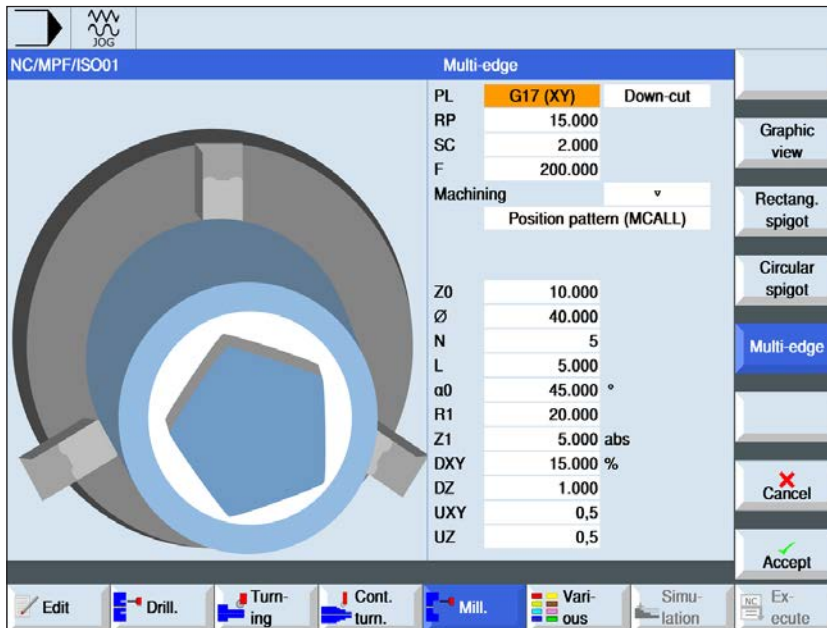 JOG
NC/MPF/ISO01 Multi-edge
PL G17 (XY) Down-cut
RP 15.000
SC 2.000
F 200.000
Machining ▿
Position pattern (MCALL)
Z0 10.000
Ø 40.000
N 5
L 5.000
α0 45.000 °
R1 20.000
Z1 5.000 abs
DXY 15.000 %
DZ 1.000
UXY 0,5
UZ 0,5
Graphic
view
Rectang.
spigot
Circular
spigot
Multi-edge
Cancel
Accept
Edit
Drill.
Turn-
ing
Cont.
turn.
Mill.
Vari-
ous
Simu-
lation
NC
Ex-
ecute